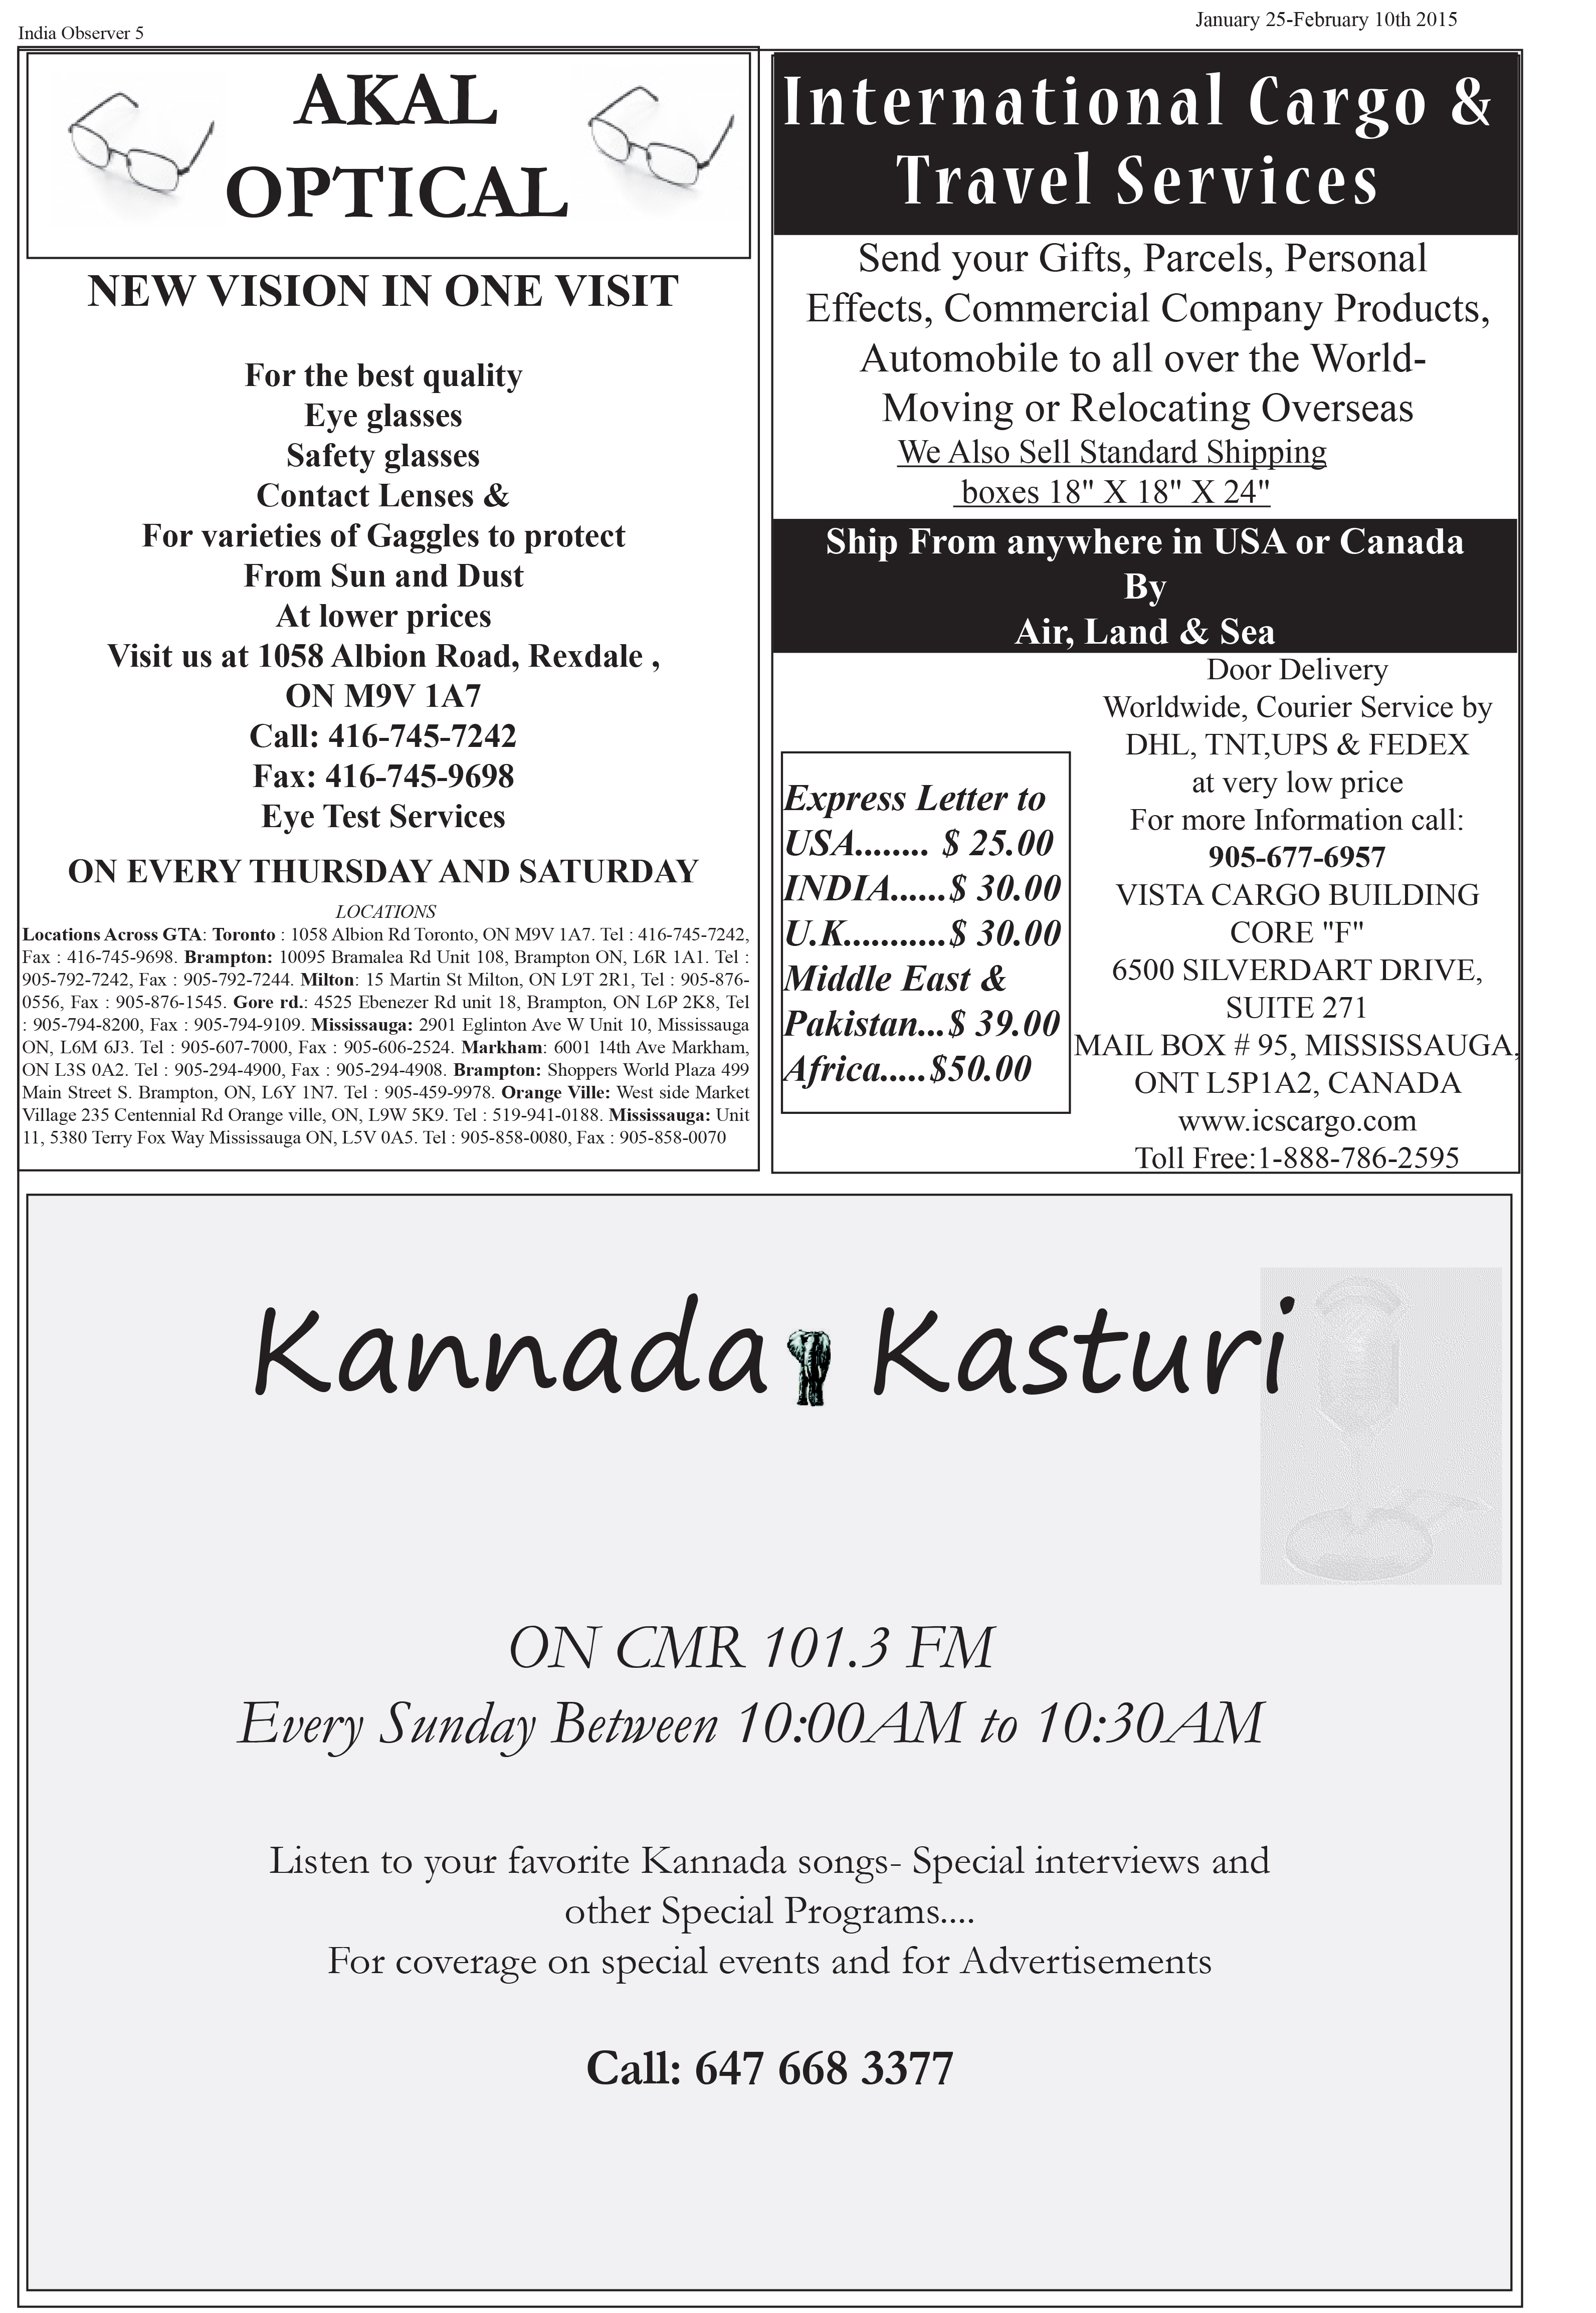 India Observer 5
January 25-February 10th 2015
AKAL
OPTICAL
NEW VISION IN ONE VISIT
For the best quality
Eye glasses
Safety glasses
Contact Lenses &
For varieties of Gaggles to protect
From Sun and Dust
At lower prices
Visit us at 1058 Albion Road, Rexdale ,
ON M9V 1A7
Call: 416-745-7242
Fax: 416-745-9698
Eye Test Services
ON EVERY THURSDAY AND SATURDAY
LOCATIONS
Locations Across GTA: Toronto : 1058 Albion Rd Toronto, ON M9V 1A7. Tel : 416-745-7242,
Fax : 416-745-9698. Brampton: 10095 Bramalea Rd Unit 108, Brampton ON, L6R 1A1. Tel :
905-792-7242, Fax : 905-792-7244. Milton: 15 Martin St Milton, ON L9T 2R1, Tel : 905-876-
0556, Fax : 905-876-1545. Gore rd.: 4525 Ebenezer Rd unit 18, Brampton, ON L6P 2K8, Tel
: 905-794-8200, Fax : 905-794-9109. Mississauga: 2901 Eglinton Ave W Unit 10, Mississauga
ON, L6M 6J3. Tel : 905-607-7000, Fax : 905-606-2524. Markham: 6001 14th Ave Markham,
ON L3S 0A2. Tel : 905-294-4900, Fax : 905-294-4908. Brampton: Shoppers World Plaza 499
Main Street S. Brampton, ON, L6Y 1N7. Tel : 905-459-9978. Orange Ville: West side Market
Village 235 Centennial Rd Orange ville, ON, L9W 5K9. Tel : 519-941-0188. Mississauga: Unit
11, 5380 Terry Fox Way Mississauga ON, L5V 0A5. Tel : 905-858-0080, Fax : 905-858-0070
International Cargo &
Travel Services
Send your Gifts, Parcels, Personal
Effects, Commercial Company Products,
Automobile to all over the World-
Moving or Relocating Overseas
We Also Sell Standard Shipping
boxes 18" X 18" X 24"
Ship From anywhere in USA or Canada
By
Air, Land & Sea
Express Letter to
USA........ $ 25.00
INDIA......$ 30.00
U.K...........$ 30.00
Middle East &
Pakistan...$ 39.00
Africa.....$50.00
Door Delivery
Worldwide, Courier Service by
DHL, TNT,UPS & FEDEX
at very low price
For more Information call:
905-677-6957
VISTA CARGO BUILDING
CORE "F"
6500 SILVERDART DRIVE,
SUITE 271
MAIL BOX # 95, MISSISSAUGA,
ONT L5P1A2, CANADA
www.icscargo.com
Toll Free:1-888-786-2595
Kannada Kasturi
ON CMR 101.3 FM
Every Sunday Between 10:00AM to 10:30AM
Listen to your favorite Kannada songs- Special interviews and
other Special Programs....
For coverage on special events and for Advertisements
Call: 647 668 3377